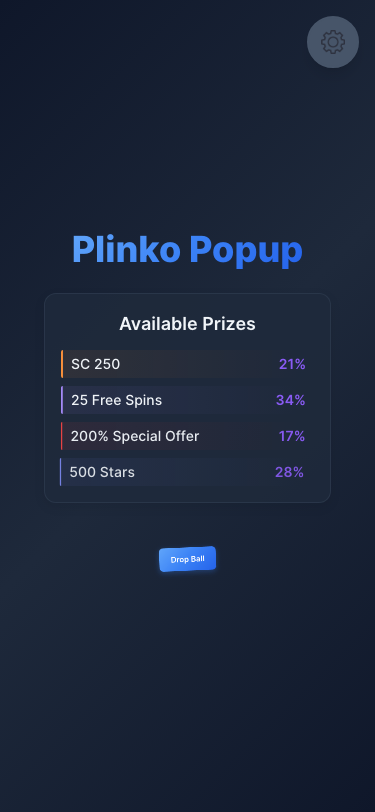 Plinko Popup
Available Prizes
SC 250 21%
25 Free Spins 34%
200% Special Offer 17%
500 Stars 28%
Drop Ball